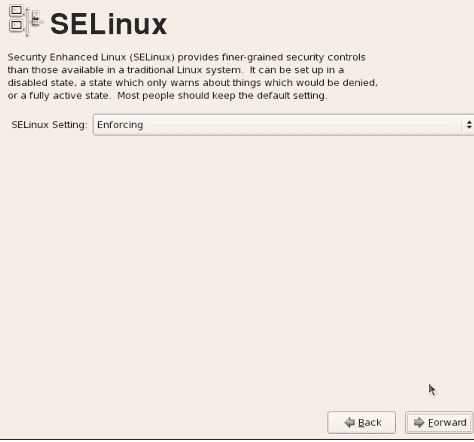 SELinux
Security Enhanced Linux (SELinux) provides finer-grained security controls
than those available in a traditional Linux system.  It can be set up in a
disabled state, a state which only warns about things which would be denied,
or a fully active state.  Most people should keep the default setting.
SELinux Setting: Enforcing
Back Forward